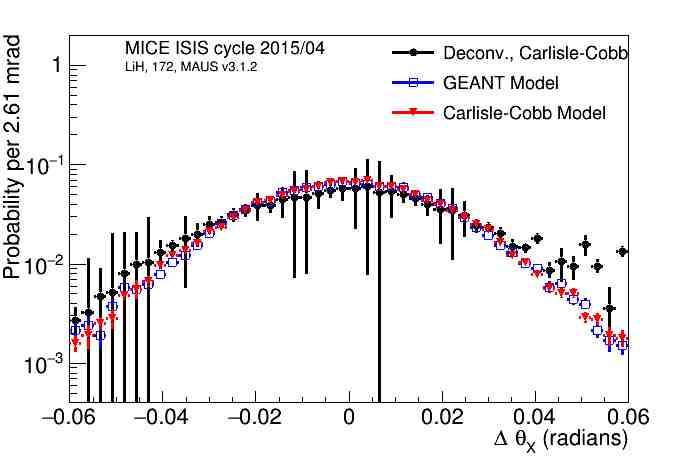 MICE ISIS cycle 2015/04
LiH, 172, MAUS v3.1.2
Deconv., Carlisle-Cobb
GEANT Model
Carlisle-Cobb Model
Probability per 2.61 mrad
1
10⁻¹
10⁻²
10⁻³
−0.06 −0.04 −0.02 0 0.02 0.04 0.06
Δ θX (radians)